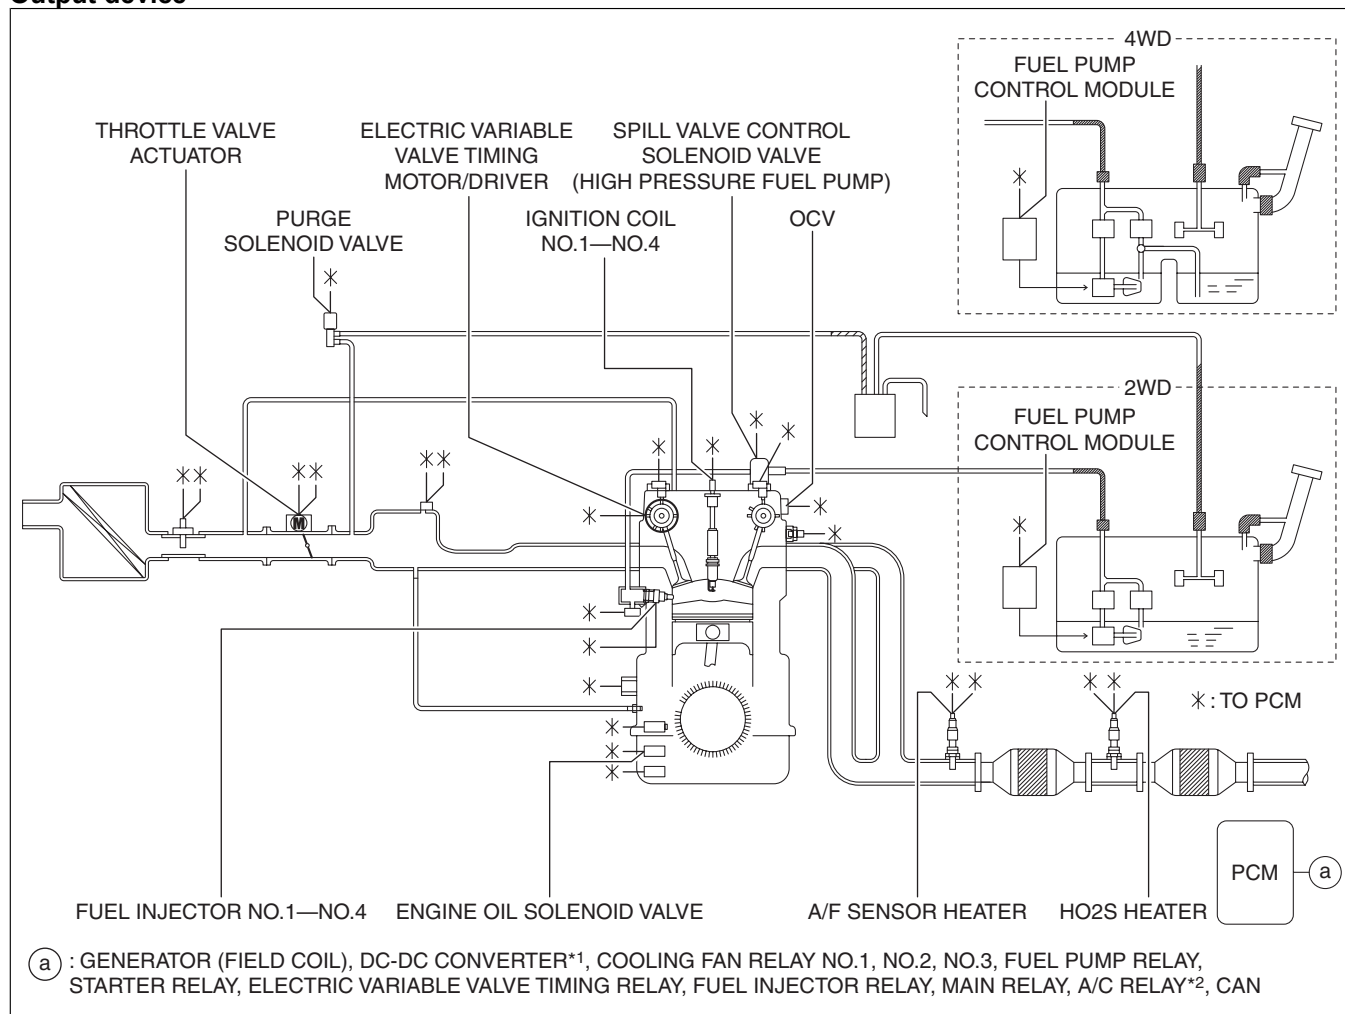 Output device
4WD
FUEL PUMP
CONTROL MODULE
THROTTLE VALVE
ACTUATOR
ELECTRIC VARIABLE
VALVE TIMING
MOTOR/DRIVER
SPILL VALVE CONTROL
SOLENOID VALVE
(HIGH PRESSURE FUEL PUMP)
PURGE
SOLENOID VALVE
IGNITION COIL
NO.1—NO.4
OCV
2WD
FUEL PUMP
CONTROL MODULE
M
* : TO PCM
PCM
a
FUEL INJECTOR NO.1—NO.4
ENGINE OIL SOLENOID VALVE
A/F SENSOR HEATER
HO2S HEATER
a : GENERATOR (FIELD COIL), DC-DC CONVERTER*1, COOLING FAN RELAY NO.1, NO.2, NO.3, FUEL PUMP RELAY,
STARTER RELAY, ELECTRIC VARIABLE VALVE TIMING RELAY, FUEL INJECTOR RELAY, MAIN RELAY, A/C RELAY*2, CAN